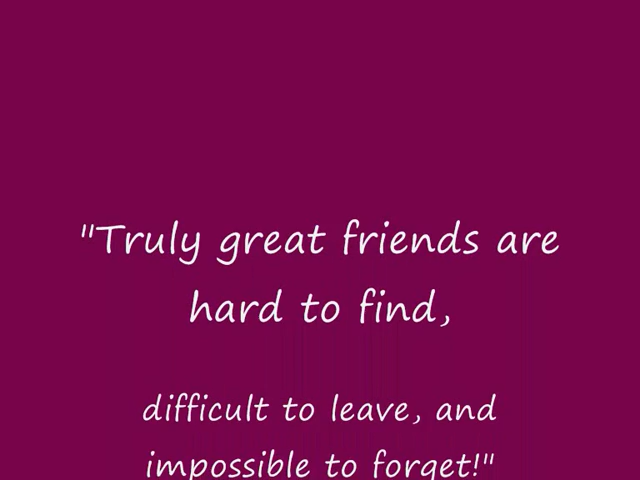 "Truly great friends are
hard to find,
difficult to leave, and
impossible to forget!"